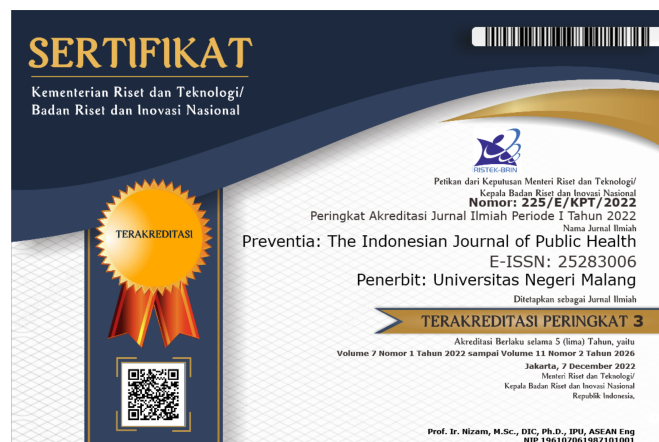 SERTIFIKAT
Kementerian Riset dan Teknologi/
Badan Riset dan Inovasi Nasional
RISTEK-BRIN
TERAKREDITASI
Petikan dari Keputusan Menteri Riset dan Teknologi/
Kepala Badan Riset dan Inovasi Nasional
Nomor: 225/E/KPT/2022
Peringkat Akreditasi Jurnal Ilmiah Periode I Tahun 2022
Nama Jurnal Ilmiah
Preventia: The Indonesian Journal of Public Health
E-ISSN: 25283006
Penerbit: Universitas Negeri Malang
Ditetapkan sebagai Jurnal Ilmiah
TERAKREDITASI PERINGKAT 3
Akreditasi Berlaku selama 5 (lima) Tahun, yaitu
Volume 7 Nomor 1 Tahun 2022 sampai Volume 11 Nomor 2 Tahun 2026
Jakarta, 7 December 2022
Menteri Riset dan Teknologi/
Kepala Badan Riset dan Inovasi Nasional
Republik Indonesia,
Prof. Ir. Nizam, M.Sc., DIC, Ph.D., IPU, ASEAN Eng
NIP 196107061987101001